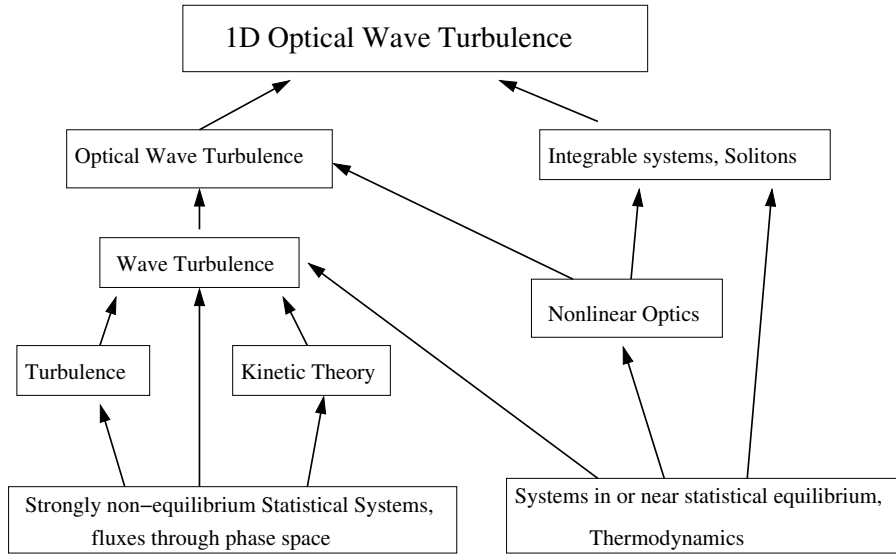 1D Optical Wave Turbulence
Optical Wave Turbulence
Integrable systems, Solitons
Wave Turbulence
Nonlinear Optics
Turbulence
Kinetic Theory
Strongly non−equilibrium Statistical Systems,
fluxes through phase space
Systems in or near statistical equilibrium,
Thermodynamics